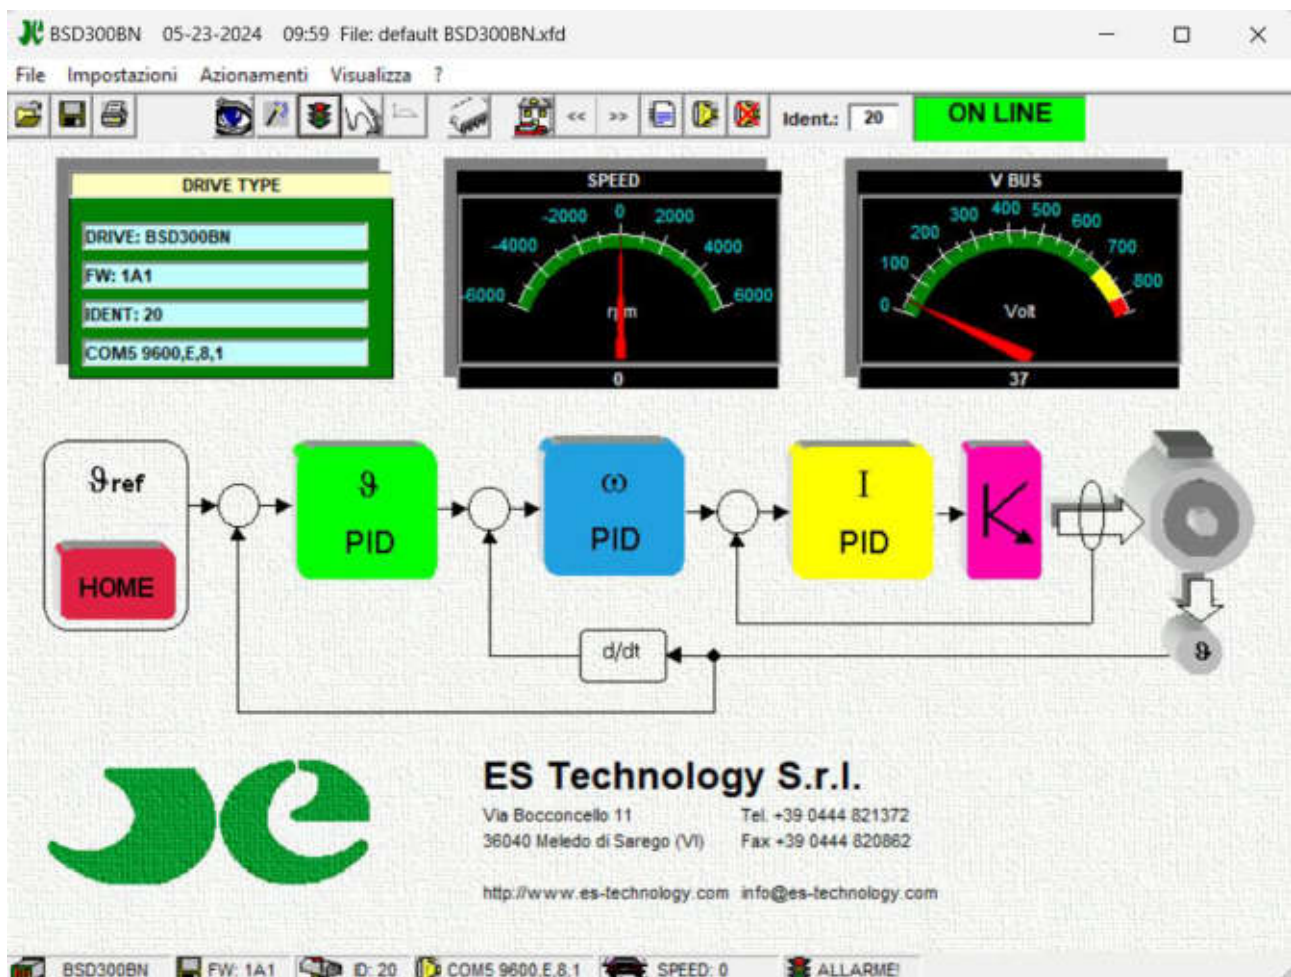 BSD300BN 05-23-2024 09:59 File: default BSD300BN.xfd
File Impostazioni Azionamenti Visualizza ?
<< >> Ident.: 20 ON LINE
DRIVE TYPE
DRIVE: BSD300BN
FW: 1A1
IDENT: 20
COM5 9600,E,8,1
SPEED
-6000 -4000 -2000 0 2000 4000 6000
rpm
0
V BUS
0 100 200 300 400 500 600 700 800
Volt
37
ϑref
HOME
ϑ
PID
ω
PID
I
PID
d/dt
ϑ
ES Technology S.r.l.
Via Bocconcello 11 Tel. +39 0444 821372
36040 Meledo di Sarego (VI) Fax +39 0444 820862
http://www.es-technology.com info@es-technology.com
BSD300BN FW: 1A1 ID: 20 COM5 9600,E,8,1 SPEED: 0 ALLARME!